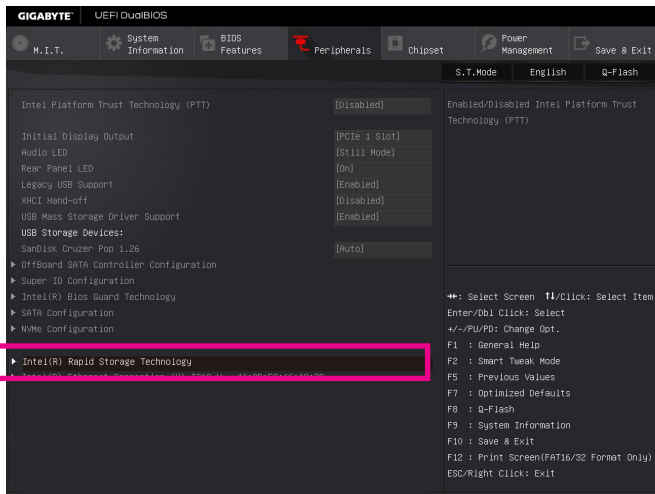 GIGABYTE™ UEFI DualBIOS
M.I.T. System Information BIOS Features Peripherals Chipset Power Management Save & Exit
S.T.Mode English Q-Flash
Intel Platform Trust Technology (PTT) [Disabled]
Enabled/Disabled Intel Platform Trust
Technology (PTT)
Initial Display Output [PCIe 1 Slot]
Audio LED [Still Mode]
Rear Panel LED [On]
Legacy USB Support [Enabled]
XHCI Hand-off [Disabled]
USB Mass Storage Driver Support [Enabled]
USB Storage Devices:
SanDisk Cruzer Pop 1.26 [Auto]
OffBoard SATA Controller Configuration
Super IO Configuration
Intel(R) Bios Guard Technology
SATA Configuration
NVMe Configuration
Intel(R) Rapid Storage Technology
Intel(R) Ethernet Connection
→←: Select Screen ↑↓/Click: Select Item
Enter/Dbl Click: Select
+/-/PU/PD: Change Opt.
F1 : General Help
F2 : Smart Tweak Mode
F5 : Previous Values
F7 : Optimized Defaults
F8 : Q-Flash
F9 : System Information
F10 : Save & Exit
F12 : Print Screen(FAT16/32 Format Only)
ESC/Right Click: Exit